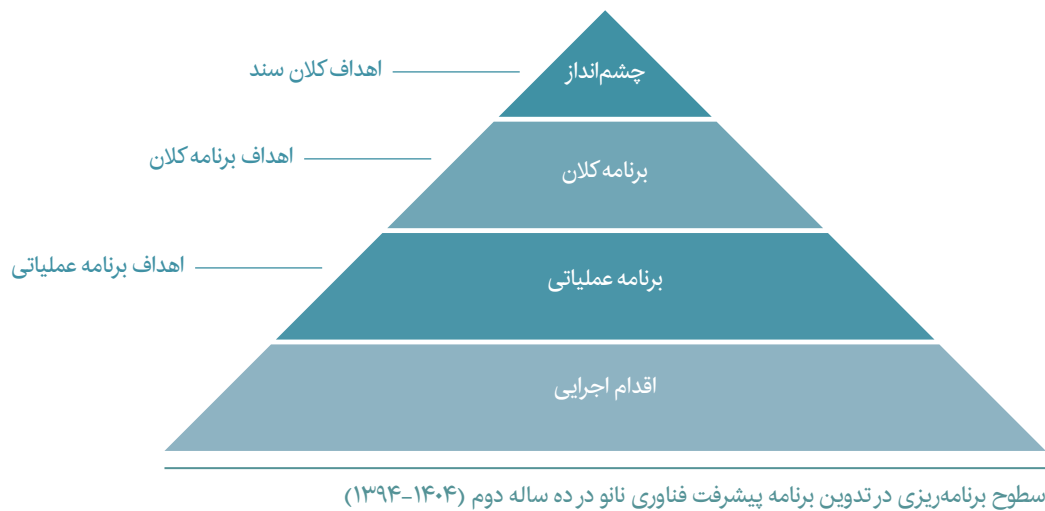 چشم‌انداز
اهداف کلان سند
برنامه کلان
اهداف برنامه کلان
برنامه عملیاتی
اهداف برنامه عملیاتی
اقدام اجرایی
سطوح برنامه‌ریزی در تدوین برنامه پیشرفت فناوری نانو در ده ساله دوم (۱۴۰۴-۱۳۹۴)